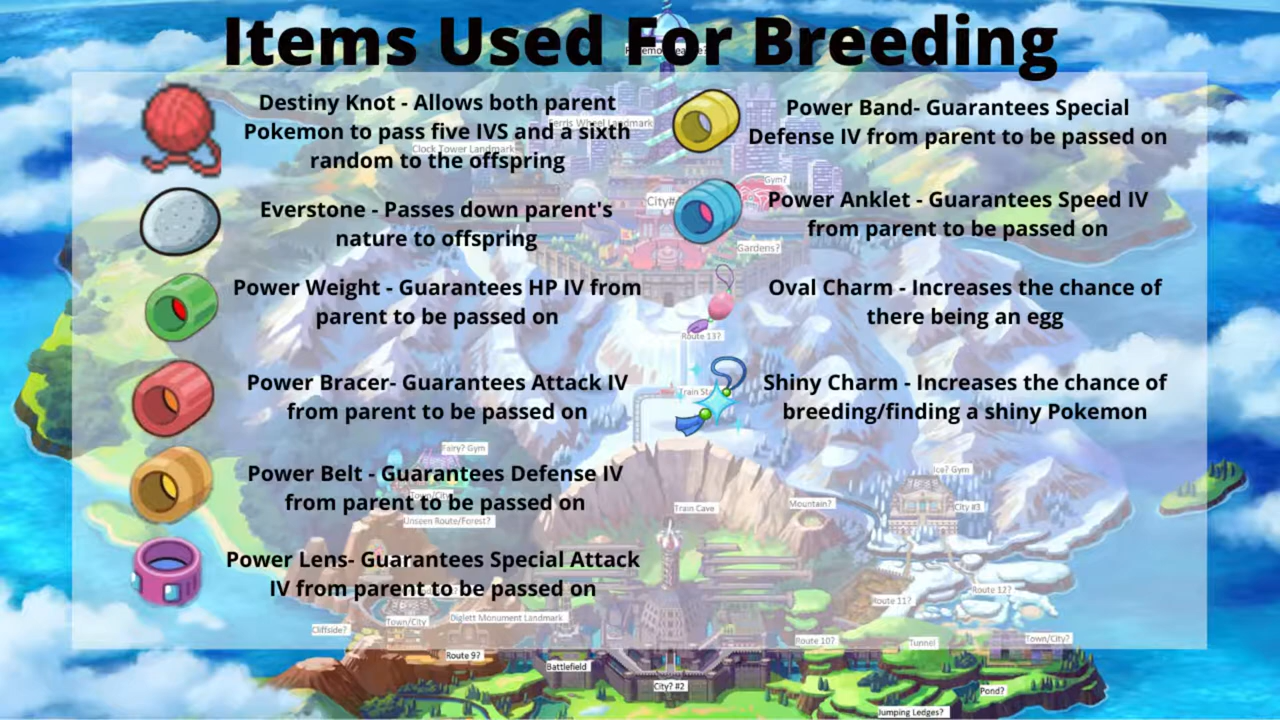 Items Used For Breeding
Destiny Knot - Allows both parent
Pokemon to pass five IVS and a sixth
random to the offspring
Everstone - Passes down parent's
nature to offspring
Power Weight - Guarantees HP IV from
parent to be passed on
Power Bracer- Guarantees Attack IV
from parent to be passed on
Power Belt - Guarantees Defense IV
from parent to be passed on
Power Lens- Guarantees Special Attack
IV from parent to be passed on
Power Band- Guarantees Special
Defense IV from parent to be passed on
Power Anklet - Guarantees Speed IV
from parent to be passed on
Oval Charm - Increases the chance of
there being an egg
Shiny Charm - Increases the chance of
breeding/finding a shiny Pokemon
Ferris Wheel Landmark
Clock Tower Landmark
Gym?
Gardens?
Route 13?
Fairy? Gym
Town/City
Unseen Route/Forest?
Train Cave
Mountain?
Ice? Gym
City #3
Route 11?
Route 12?
Cliffside?
Town/City
Diglett Monument Landmark
Route 10?
Tunnel
Town/City?
Route 9?
Battlefield
City? #2
Pond?
Jumping Ledges?